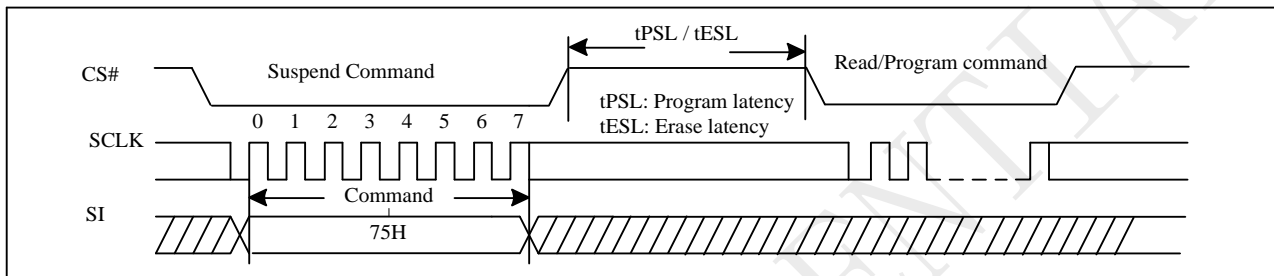 tPSL / tESL
CS#
Suspend Command
Read/Program command
tPSL: Program latency
tESL: Erase latency
0 1 2 3 4 5 6 7
SCLK
Command
SI
75H
ENTIA